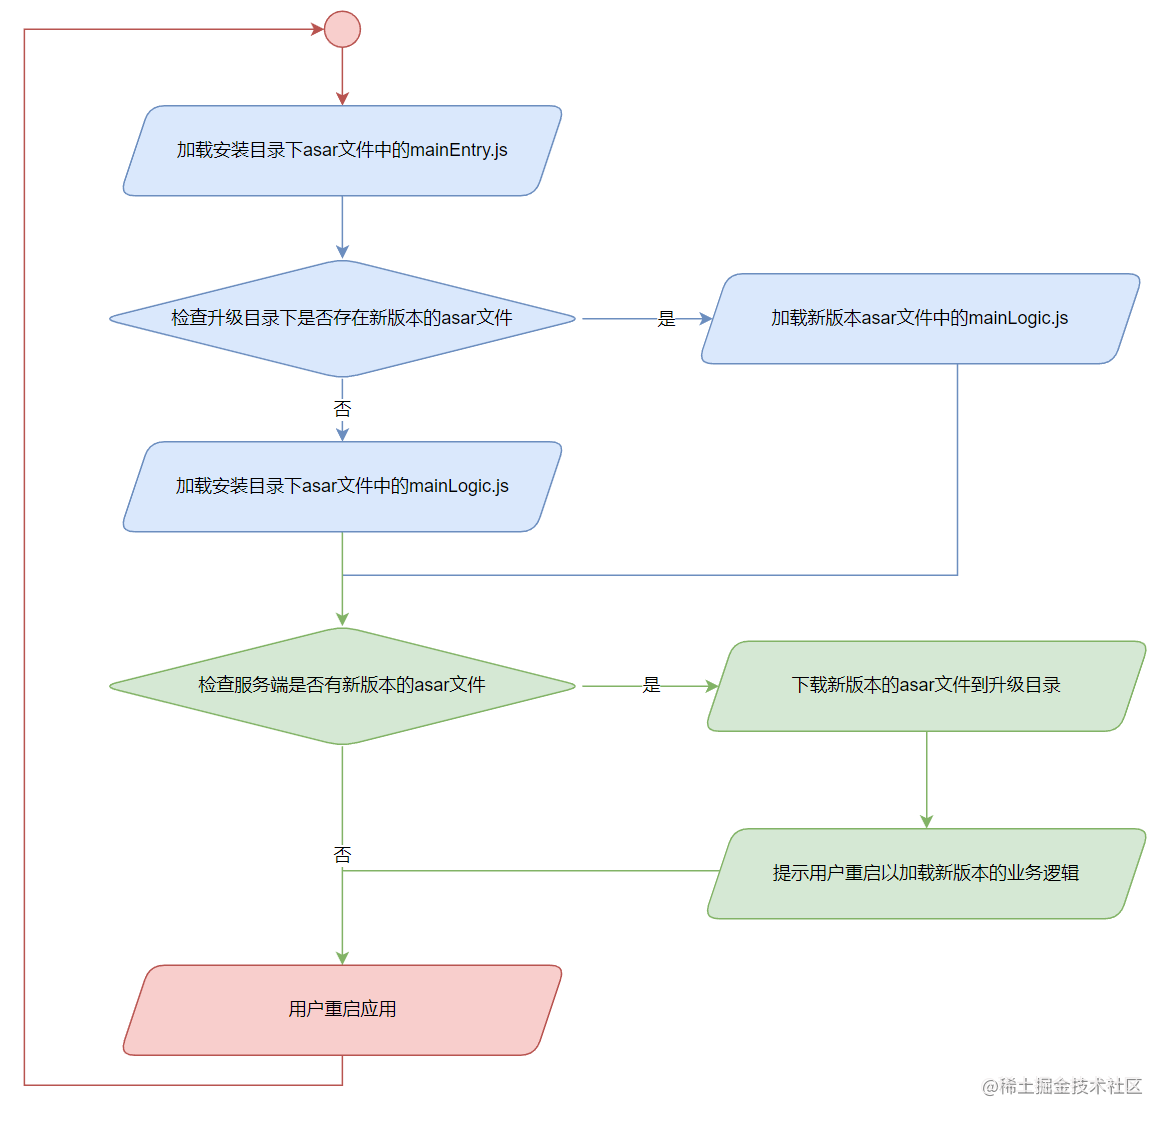 加载安装目录下asar文件中的mainEntry.js
检查升级目录下是否存在新版本的asar文件
是
加载新版本asar文件中的mainLogic.js
否
加载安装目录下asar文件中的mainLogic.js
检查服务端是否有新版本的asar文件
是
下载新版本的asar文件到升级目录
否
提示用户重启以加载新版本的业务逻辑
用户重启应用
@稀土掘金技术社区